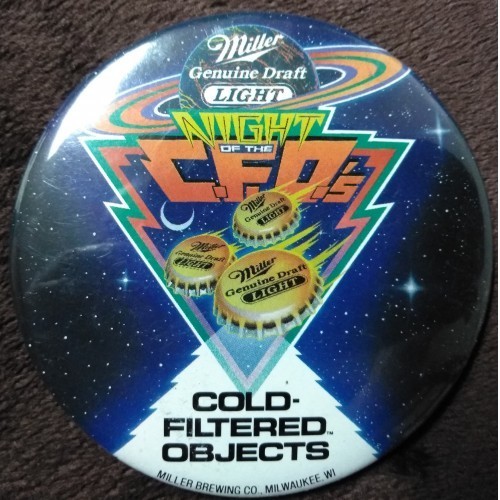 Miller
Genuine Draft
LIGHT
NIGHT
OF THE
C.F.O.'s
Miller
Genuine Draft
LIGHT
Miller
Genuine Draft
LIGHT
Miller
Genuine Draft
LIGHT
COLD-
FILTERED™
OBJECTS
MILLER BREWING CO., MILWAUKEE, WI